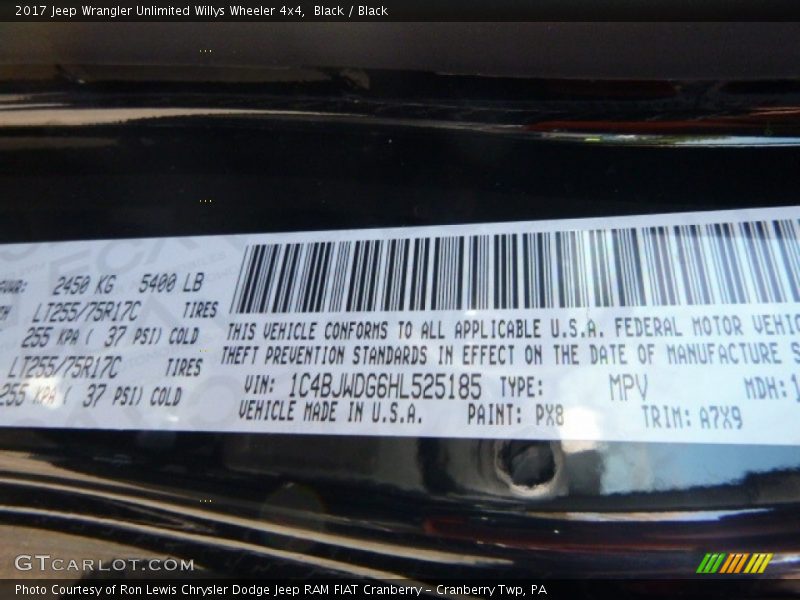 2017 Jeep Wrangler Unlimited Willys Wheeler 4x4, Black / Black
2450 KG 5400 LB
LT255/75R17C TIRES
255 KPA ( 37 PSI) COLD
LT255/75R17C TIRES
255 KPA ( 37 PSI) COLD
THIS VEHICLE CONFORMS TO ALL APPLICABLE U.S.A. FEDERAL MOTOR VEHIC
THEFT PREVENTION STANDARDS IN EFFECT ON THE DATE OF MANUFACTURE S
VIN: 1C4BJWDG6HL525185 TYPE: MPV MDH: 1
VEHICLE MADE IN U.S.A. PAINT: PX8 TRIM: A7X9
GTCARLOT.COM
Photo Courtesy of Ron Lewis Chrysler Dodge Jeep RAM FIAT Cranberry - Cranberry Twp, PA